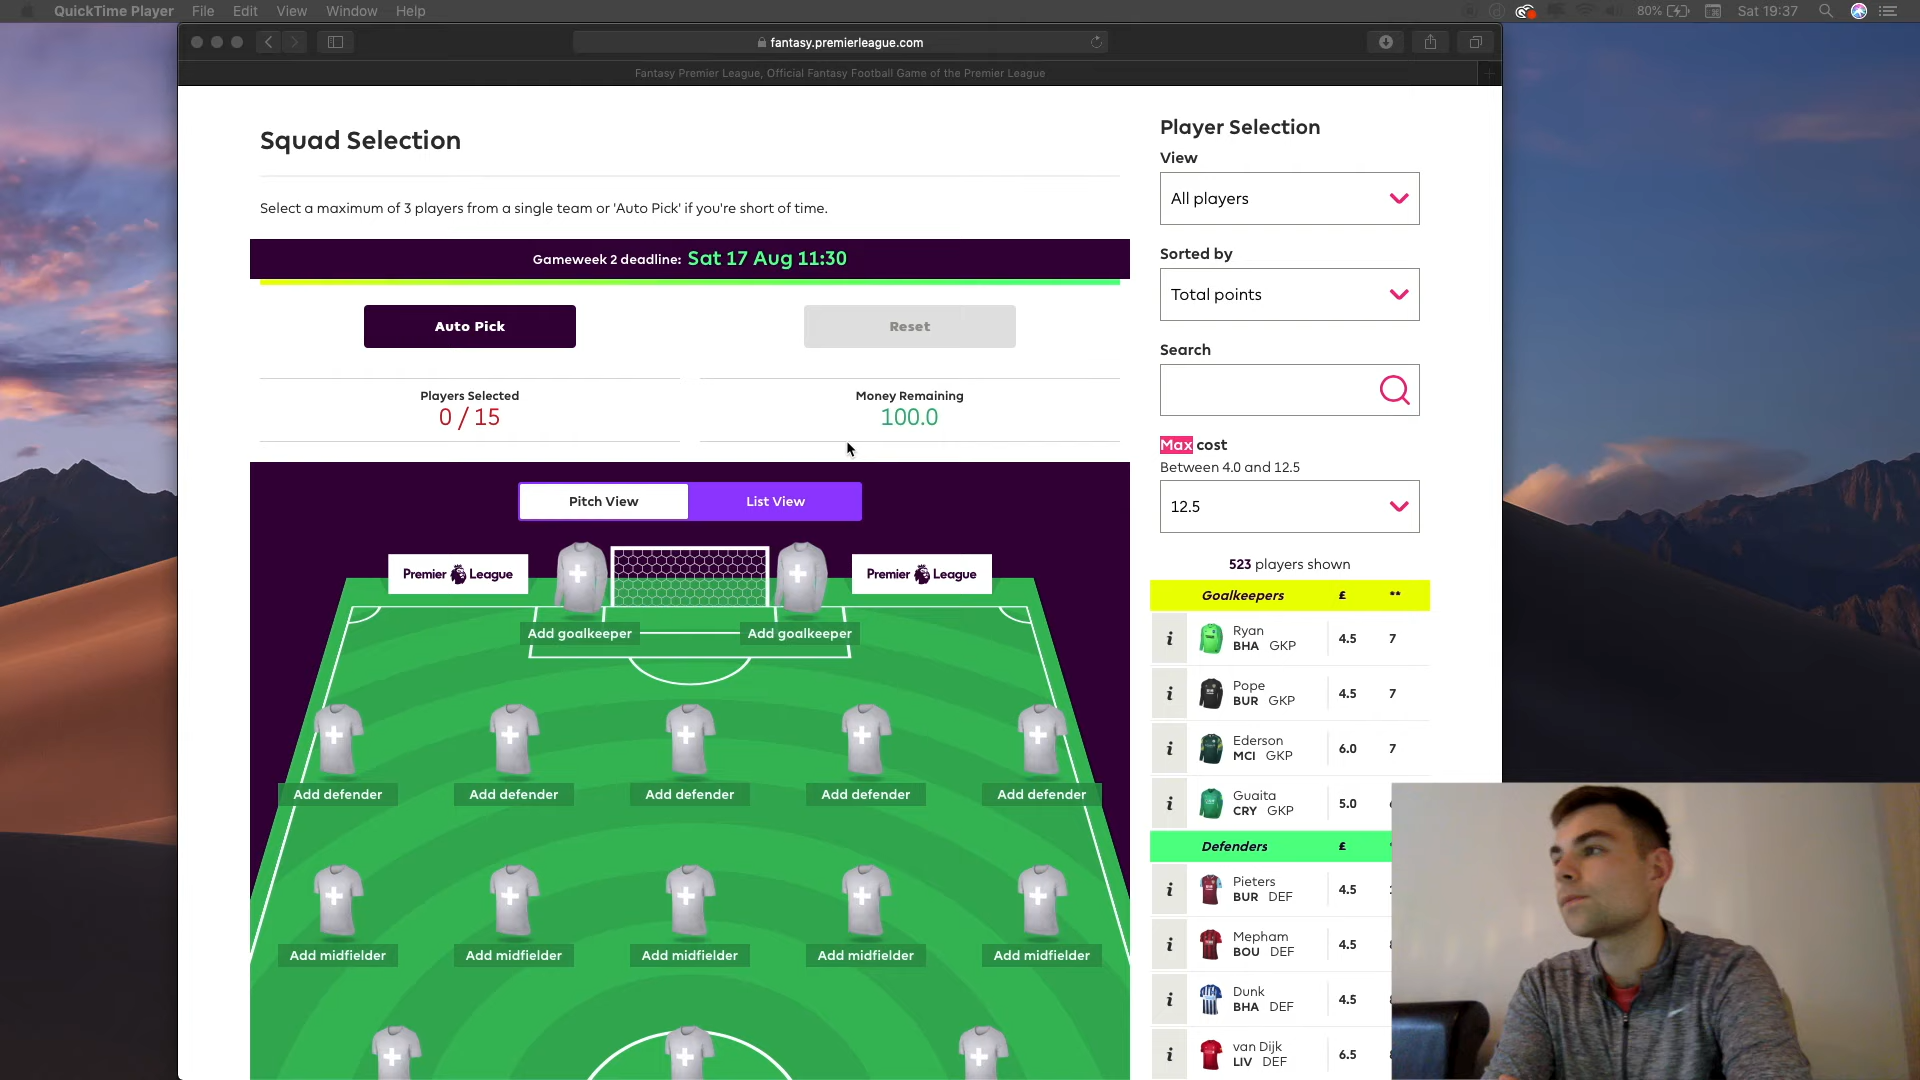 QuickTime Player File Edit View Window Help
80% Sat 19:37
fantasy.premierleague.com
Fantasy Premier League, Official Fantasy Football Game of the Premier League
Squad Selection
Select a maximum of 3 players from a single team or 'Auto Pick' if you're short of time.
Gameweek 2 deadline: Sat 17 Aug 11:30
Auto Pick
Reset
Players Selected
0 / 15
Money Remaining
100.0
Pitch View
List View
Premier League
Premier League
Add goalkeeper
Add goalkeeper
Add defender
Add defender
Add defender
Add defender
Add defender
Add midfielder
Add midfielder
Add midfielder
Add midfielder
Add midfielder
Player Selection
View
All players
Sorted by
Total points
Search
Max cost
Between 4.0 and 12.5
12.5
523 players shown
Goalkeepers £ **
i Ryan
BHA GKP 4.5 7
i Pope
BUR GKP 4.5 7
i Ederson
MCI GKP 6.0 7
i Guaita
CRY GKP 5.0
Defenders £
i Pieters
BUR DEF 4.5
i Mepham
BOU DEF 4.5
i Dunk
BHA DEF 4.5
i van Dijk
LIV DEF 6.5